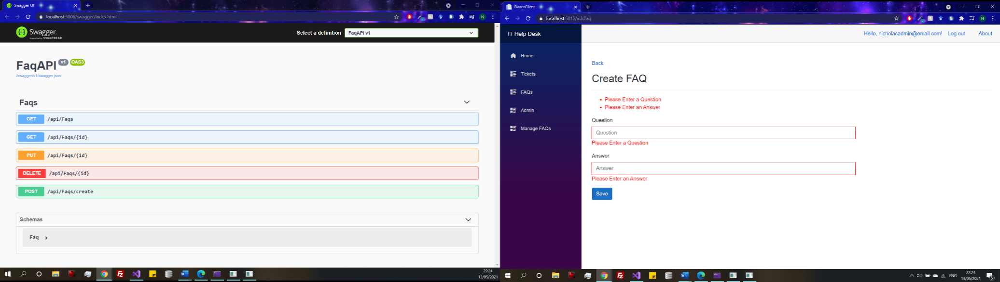 Swagger UI
localhost:5006/swagger/index.html
N
Swagger.
Supported by SMARTBEAR
Select a definition
FaqAPI v1
FaqAPI v1 OAS3
/swagger/v1/swagger.json
Faqs
GET /api/Faqs
GET /api/Faqs/{id}
PUT /api/Faqs/{id}
DELETE /api/Faqs/{id}
POST /api/Faqs/create
Schemas
Faq
22:24
13/05/2021
BlazorClient
localhost:5015/addfaq
N
IT Help Desk
Hello, nicholasadmin@email.com! Log out About
Home
Tickets
FAQs
Admin
Manage FAQs
Back
Create FAQ
Please Enter a Question
Please Enter an Answer
Question
Question
Please Enter a Question
Answer
Answer
Please Enter an Answer
Save
ENG
22:24
13/05/2021